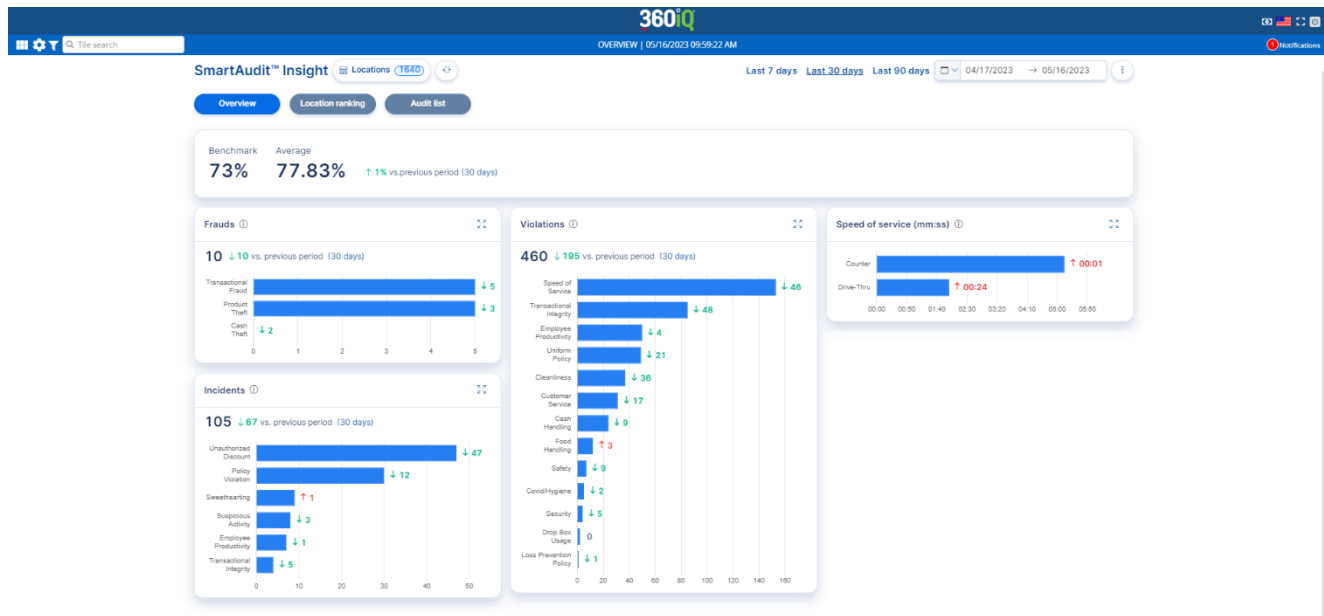 360iQ
Tile search
OVERVIEW | 05/16/2023 09:59:22 AM
1 Notifications
SmartAudit™ Insight
Locations 1640
Last 7 days Last 30 days Last 90 days
04/17/2023 → 05/16/2023
Overview
Location ranking
Audit list
Benchmark
73%
Average
77.83%
↑ 1% vs.previous period (30 days)
Frauds
10 ↓ 10 vs. previous period (30 days)
Transactional
Fraud
↓ 5
Product
Theft
↓ 3
Cash
Theft
↓ 2
0 1 2 3 4 5
Incidents
105 ↓ 67 vs. previous period (30 days)
Unauthorized
Discount
↓ 47
Policy
Violation
↓ 12
Sweethearting
↑ 1
Suspicious
Activity
↓ 3
Employee
Productivity
↓ 1
Transactional
Integrity
↓ 5
0 10 20 30 40 50
Violations
460 ↓ 195 vs. previous period (30 days)
Speed of
Service
↓ 46
Transactional
Integrity
↓ 48
Employee
Productivity
↓ 4
Uniform
Policy
↓ 21
Cleanliness
↓ 36
Customer
Service
↓ 17
Cash
Handling
↓ 9
Food
Handling
↑ 3
Safety
↓ 9
Covid/Hygiene
↓ 2
Security
↓ 5
Drop Box
Usage
0
Loss Prevention
Policy
↓ 1
0 20 40 60 80 100 120 140 160
Speed of service (mm:ss)
Counter
↑ 00:01
Drive-Thru
↑ 00:24
00:00 00:50 01:40 02:30 03:20 04:10 05:00 05:50